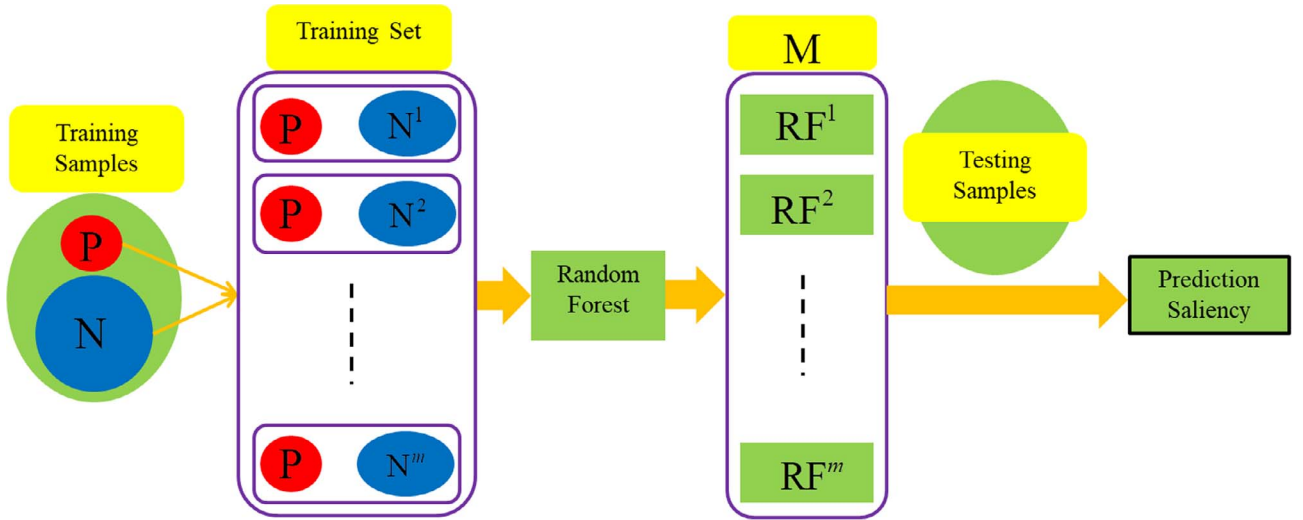 Training Samples
P
N
Training Set
P N¹
P N²
P Nᵐ
Random
Forest
M
RF¹
RF²
RFᵐ
Testing
Samples
Prediction
Saliency